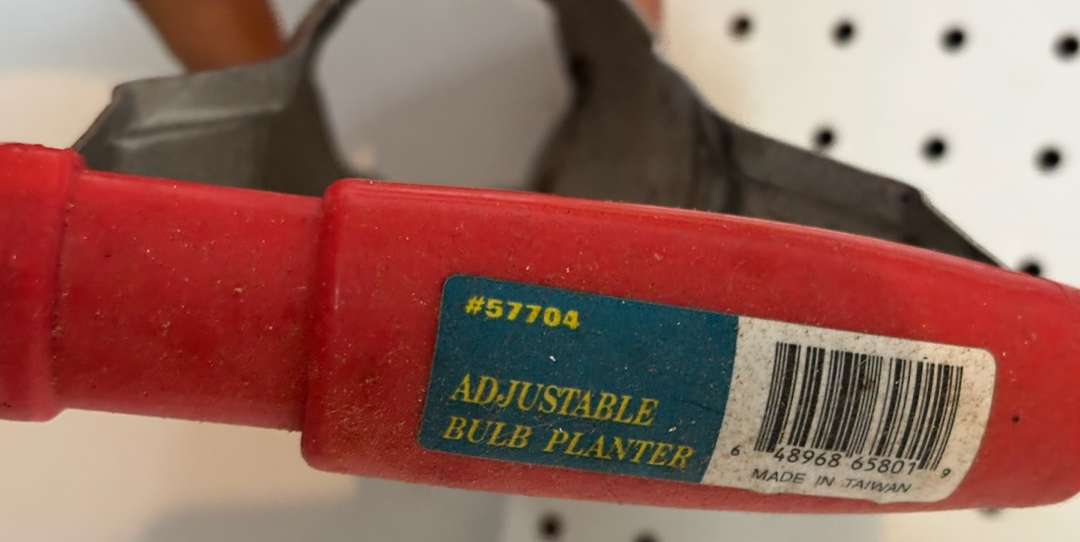 #57704
ADJUSTABLE
BULB PLANTER
6 48968 65801 9
MADE IN TAIWAN